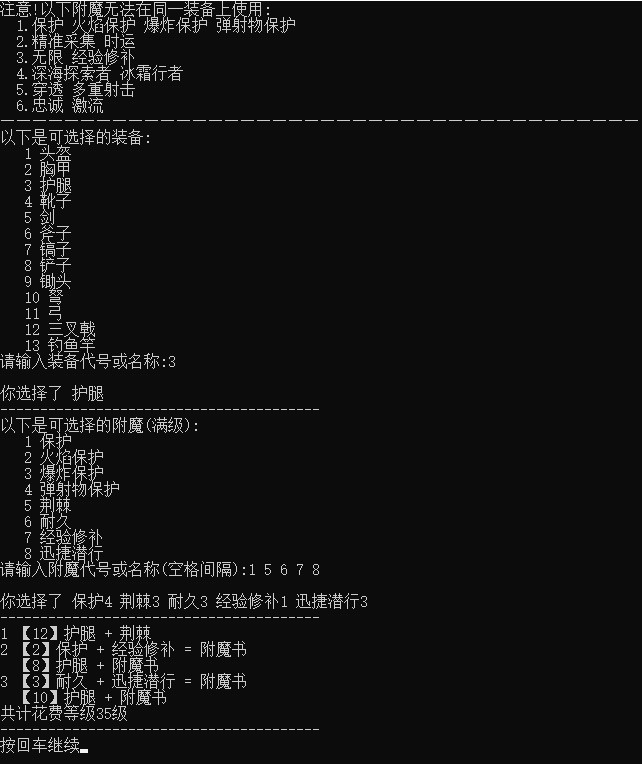 注意!以下附魔无法在同一装备上使用:
1.保护 火焰保护 爆炸保护 弹射物保护
2.精准采集 时运
3.无限 经验修补
4.深海探索者 冰霜行者
5.穿透 多重射击
6.忠诚 激流
以下是可选择的装备:
1 头盔
2 胸甲
3 护腿
4 靴子
5 剑
6 斧子
7 镐子
8 铲子
9 锄头
10 弩
11 弓
12 三叉戟
13 钓鱼竿
请输入装备代号或名称:3
你选择了 护腿
----------------------------------------
以下是可选择的附魔(满级):
1 保护
2 火焰保护
3 爆炸保护
4 弹射物保护
5 荆棘
6 耐久
7 经验修补
8 迅捷潜行
请输入附魔代号或名称(空格间隔):1 5 6 7 8
你选择了 保护4 荆棘3 耐久3 经验修补1 迅捷潜行3
----------------------------------------
1 【12】护腿 + 荆棘
2 【2】保护 + 经验修补 = 附魔书
【8】护腿 + 附魔书
3 【3】耐久 + 迅捷潜行 = 附魔书
【10】护腿 + 附魔书
共计花费等级35级
----------------------------------------
按回车继续